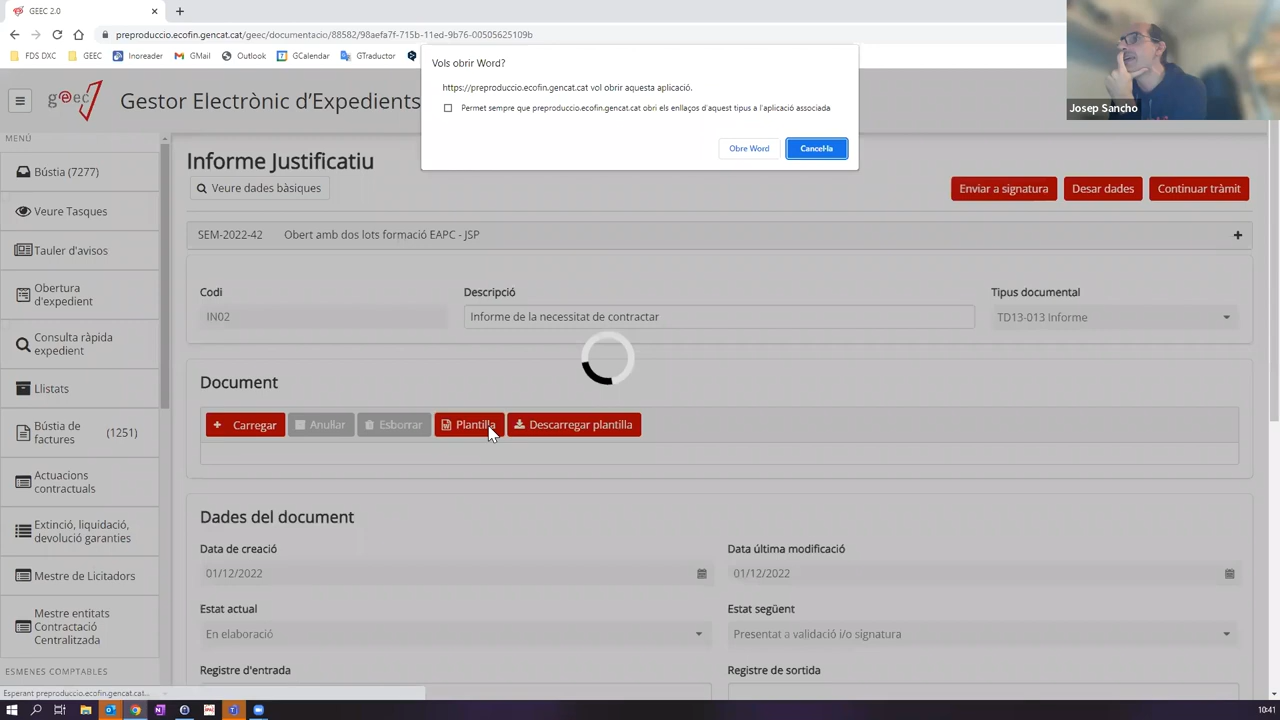 GEEC 2.0
preproduccio.ecofin.gencat.cat/geec/documentacio/88582/98aefa7f-715b-11ed-9b76-00505625109b
FDS DXC GEEC Inoreader GMail Outlook GCalendar GTraductor
Vols obrir Word?
https://preproduccio.ecofin.gencat.cat vol obrir aquesta aplicació.
Permet sempre que preproduccio.ecofin.gencat.cat obri els enllaços d'aquest tipus a l'aplicació associada
Obre Word Cancel·la
Josep Sancho
geec Gestor Electrònic d'Expedients
MENÚ
Bústia (7277)
Veure Tasques
Tauler d'avisos
Obertura
d'expedient
Consulta ràpida
expedient
Llistats
Bústia de
factures (1251)
Actuacions
contractuals
Extinció, liquidació,
devolució garanties
Mestre de Licitadors
Mestre entitats
Contractació
Centralitzada
ESMENES COMPTABLES
Informe Justificatiu
Veure dades bàsiques Enviar a signatura Desar dades Continuar tràmit
SEM-2022-42 Obert amb dos lots formació EAPC - JSP
Codi Descripció Tipus documental
IN02 Informe de la necessitat de contractar TD13-013 Informe
Document
Carregar Anul·lar Esborrar Plantilla Descarregar plantilla
Dades del document
Data de creació Data última modificació
01/12/2022 01/12/2022
Estat actual Estat següent
En elaboració Presentat a validació i/o signatura
Registre d'entrada Registre de sortida
Esperant preproduccio.ecofin.gencat.cat...
10:41